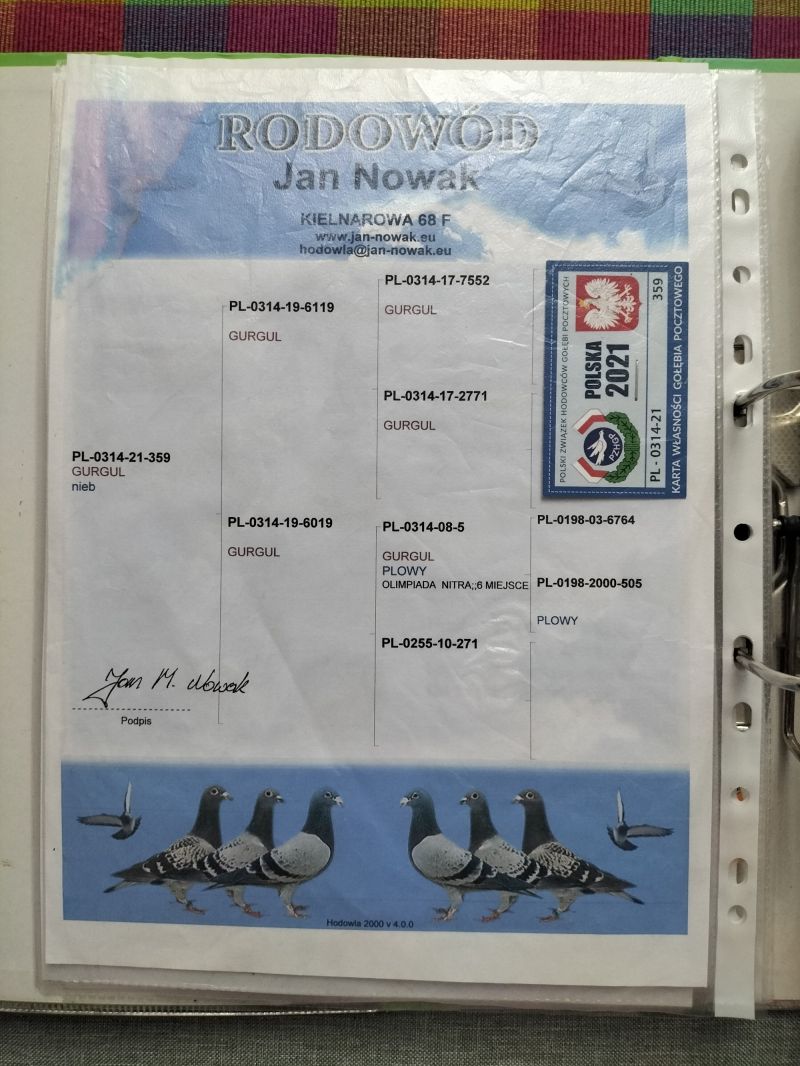 RODOWÓD
Jan Nowak
KIELNAROWA 68 F
www.jan-nowak.eu
hodowla@jan-nowak.eu
PL-0314-21-359
GURGUL
nieb
PL-0314-19-6119
GURGUL
PL-0314-19-6019
GURGUL
PL-0314-17-7552
GURGUL
PL-0314-17-2771
GURGUL
PL-0314-08-5
GURGUL
PLOWY
OLIMPIADA NITRA;;6 MIEJSCE
PL-0255-10-271
PL-0198-03-6764
PL-0198-2000-505
PLOWY
POLSKI ZWIĄZEK HODOWCÓW GOŁĘBI POCZTOWYCH
POLSKA
2021
PZHGP
PL - 0314-21 359
KARTA WŁASNOŚCI GOŁĘBIA POCZTOWEGO
Jan M. Nowak
Podpis
Hodowla 2000 v 4.0.0